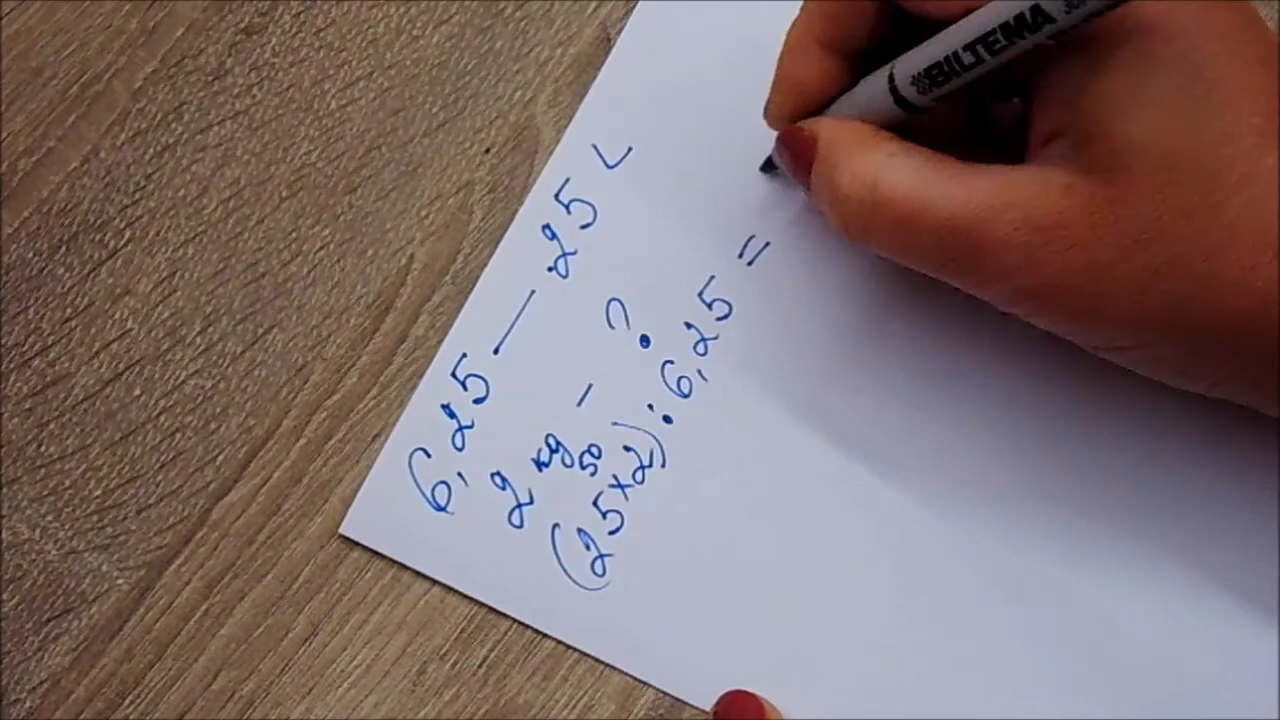 6,25 — 25 <
2 kg - ?
50
(25×2):6,25 =
BILTEMA